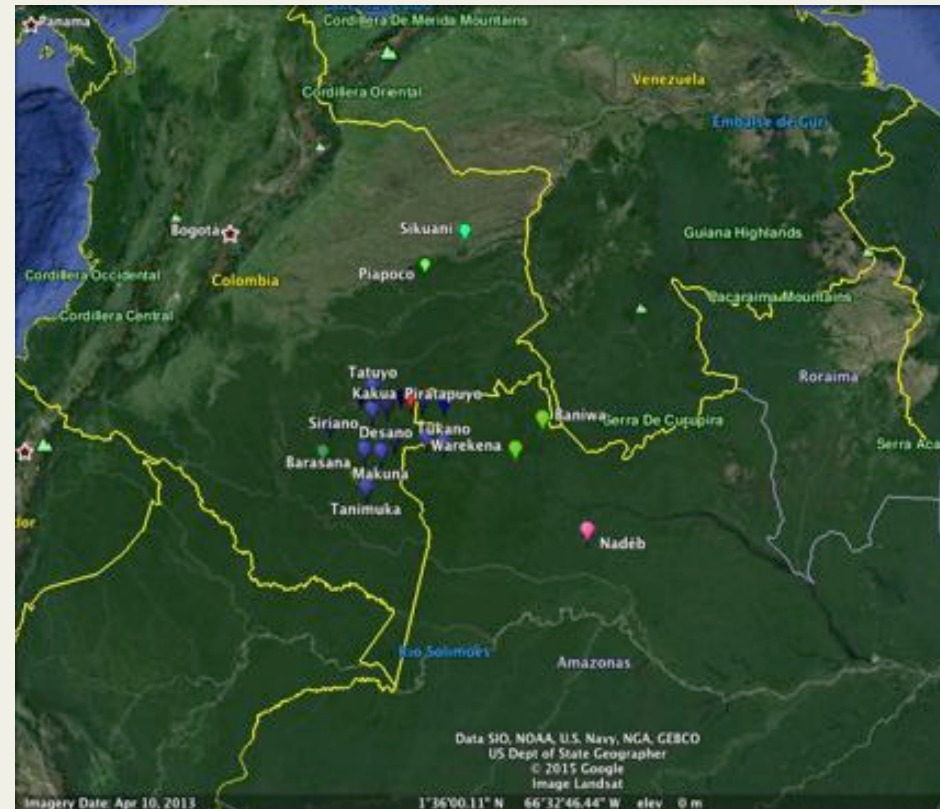 Cordillera De Merida Mountains
Panama
Cordillera Oriental
Venezuela
Embalse de Guri
Bogota
Sikuani
Guiana Highlands
Piapoco
Cordillera Occidental
Colombia
Pacaraima Mountains
Cordillera Central
Tatuyo
Roraima
Kakua
Piratapuyo
Siriano
Desano
Tukano
Baniwa
Serra De Curupira
Barasana
Warekena
Serra Aca
Makuna
Tanimuka
dor
Nadëb
Rio Solimões
Amazonas
Data SIO, NOAA, U.S. Navy, NGA, GEBCO
US Dept of State Geographer
© 2015 Google
Image Landsat
Imagery Date: Apr 10, 2013 1°36'00.11" N 66°32'46.44" W elev 0 m